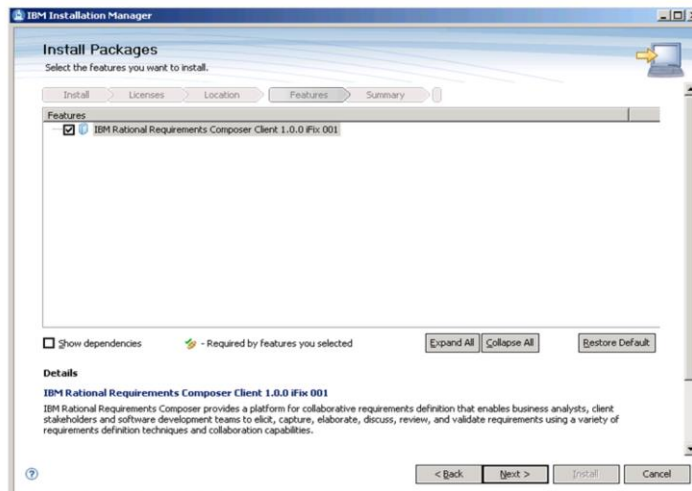 IBM Installation Manager
Install Packages
Select the features you want to install.
Install Licenses Location Features Summary
Features
IBM Rational Requirements Composer Client 1.0.0 iFix 001
Show dependencies - Required by features you selected Expand All Collapse All Restore Default
Details
IBM Rational Requirements Composer Client 1.0.0 iFix 001
IBM Rational Requirements Composer provides a platform for collaborative requirements definition that enables business analysts, client
stakeholders and software development teams to elicit, capture, elaborate, discuss, review, and validate requirements using a variety of
requirements definition techniques and collaboration capabilities.
? < Back Next > Install Cancel